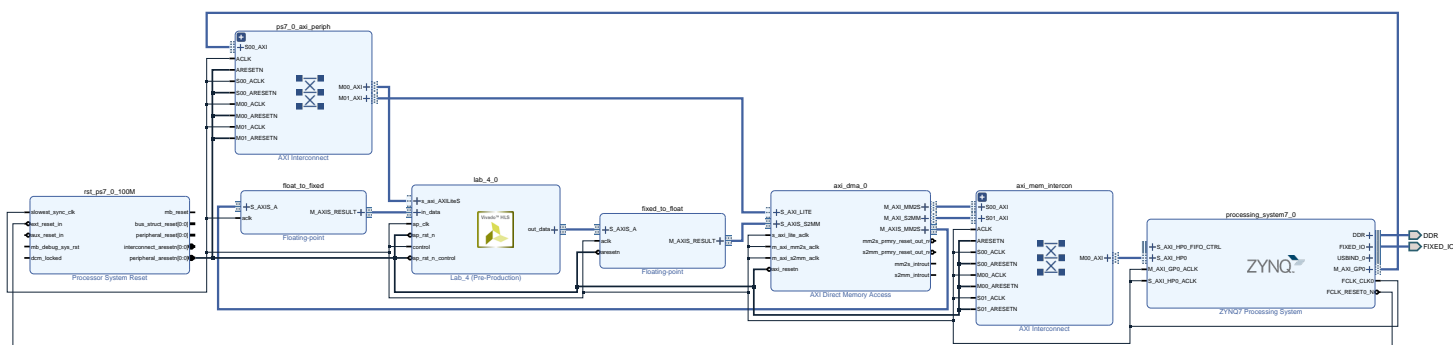 ps7_0_axi_periph
S00_AXI
ACLK
ARESETN
S00_ACLK
S00_ARESETN
M00_ACLK
M00_ARESETN
M01_ACLK
M01_ARESETN
M00_AXI
M01_AXI
AXI Interconnect
rst_ps7_0_100M
slowest_sync_clk
ext_reset_in
aux_reset_in
mb_debug_sys_rst
dcm_locked
mb_reset
bus_struct_reset[0:0]
peripheral_reset[0:0]
interconnect_aresetn[0:0]
peripheral_aresetn[0:0]
Processor System Reset
float_to_fixed
S_AXIS_A
aclk
M_AXIS_RESULT
Floating-point
lab_4_0
s_axi_AXILiteS
in_data
ap_clk
ap_rst_n
control
ap_rst_n_control
Vivado™ HLS
out_data
Lab_4 (Pre-Production)
fixed_to_float
S_AXIS_A
aclk
aresetn
M_AXIS_RESULT
Floating-point
axi_dma_0
S_AXI_LITE
S_AXIS_S2MM
s_axi_lite_aclk
m_axi_mm2s_aclk
m_axi_s2mm_aclk
axi_resetn
M_AXI_MM2S
M_AXI_S2MM
M_AXIS_MM2S
mm2s_prmry_reset_out_n
s2mm_prmry_reset_out_n
mm2s_introut
s2mm_introut
AXI Direct Memory Access
axi_mem_intercon
S00_AXI
S01_AXI
ACLK
ARESETN
S00_ACLK
S00_ARESETN
M00_ACLK
M00_ARESETN
S01_ACLK
S01_ARESETN
M00_AXI
AXI Interconnect
processing_system7_0
S_AXI_HP0_FIFO_CTRL
S_AXI_HP0
M_AXI_GP0_ACLK
S_AXI_HP0_ACLK
ZYNQ
DDR
FIXED_IO
USBIND_0
M_AXI_GP0
FCLK_CLK0
FCLK_RESET0_N
ZYNQ7 Processing System
DDR
FIXED_IO